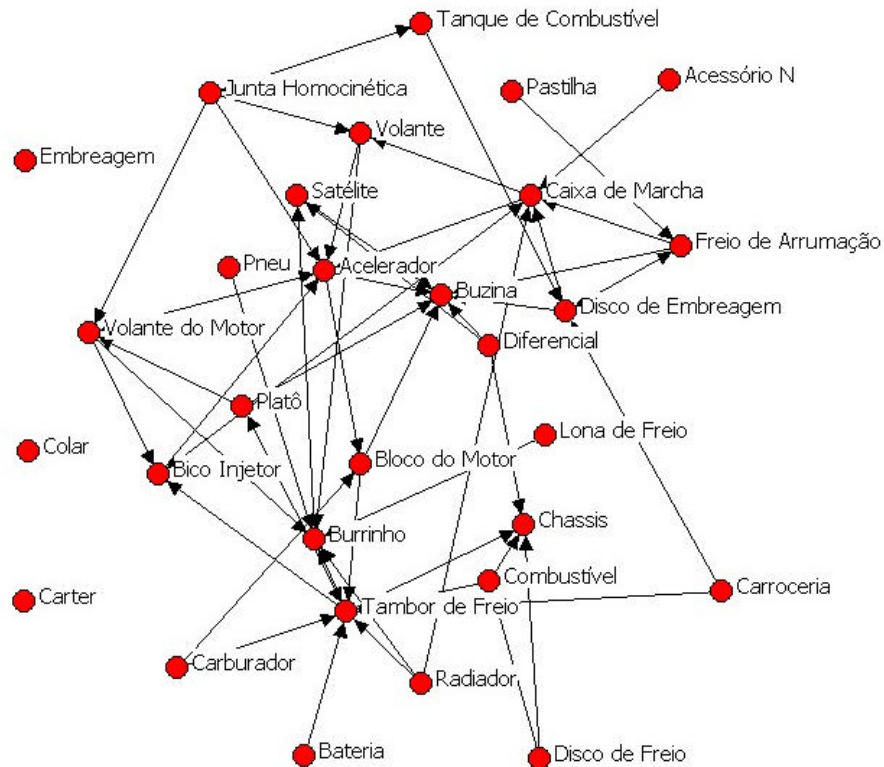 Tanque de Combustível
Acessório N
Junta Homocinética
Pastilha
Volante
Embreagem
Satélite
Caixa de Marcha
Freio de Arrumação
Pneu
Acelerador
Buzina
Disco de Embreagem
Volante do Motor
Diferencial
Platô
Lona de Freio
Colar
Bico Injetor
Bloco do Motor
Chassis
Burrinho
Combustível
Carroceria
Carter
Tambor de Freio
Carburador
Radiador
Bateria
Disco de Freio